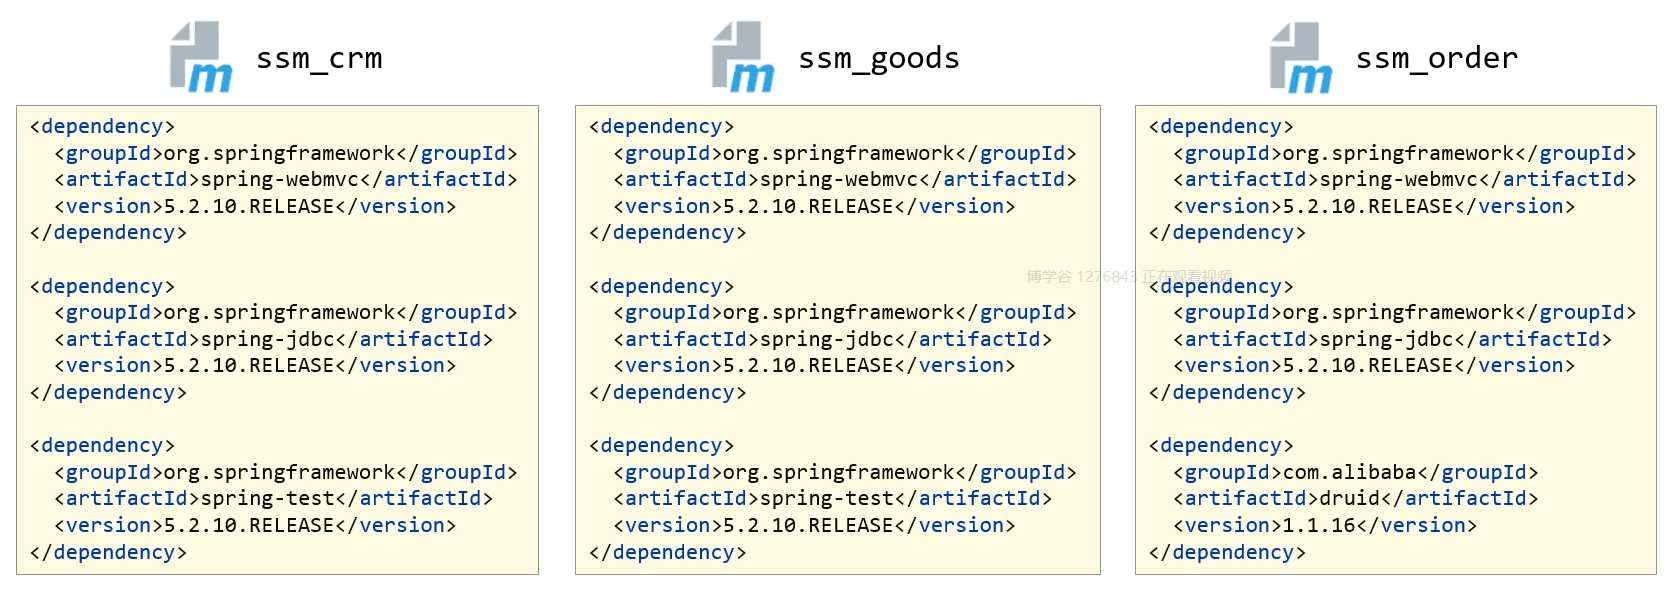 ssm_crm
<dependency>
  <groupId>org.springframework</groupId>
  <artifactId>spring-webmvc</artifactId>
  <version>5.2.10.RELEASE</version>
</dependency>
<dependency>
  <groupId>org.springframework</groupId>
  <artifactId>spring-jdbc</artifactId>
  <version>5.2.10.RELEASE</version>
</dependency>
<dependency>
  <groupId>org.springframework</groupId>
  <artifactId>spring-test</artifactId>
  <version>5.2.10.RELEASE</version>
</dependency>
ssm_goods
<dependency>
  <groupId>org.springframework</groupId>
  <artifactId>spring-webmvc</artifactId>
  <version>5.2.10.RELEASE</version>
</dependency>
<dependency>
  <groupId>org.springframework</groupId>
  <artifactId>spring-jdbc</artifactId>
  <version>5.2.10.RELEASE</version>
</dependency>
<dependency>
  <groupId>org.springframework</groupId>
  <artifactId>spring-test</artifactId>
  <version>5.2.10.RELEASE</version>
</dependency>
ssm_order
<dependency>
  <groupId>org.springframework</groupId>
  <artifactId>spring-webmvc</artifactId>
  <version>5.2.10.RELEASE</version>
</dependency>
<dependency>
  <groupId>org.springframework</groupId>
  <artifactId>spring-jdbc</artifactId>
  <version>5.2.10.RELEASE</version>
</dependency>
<dependency>
  <groupId>com.alibaba</groupId>
  <artifactId>druid</artifactId>
  <version>1.1.16</version>
</dependency>
博学谷 1276843 正在观看视频
m
m
m